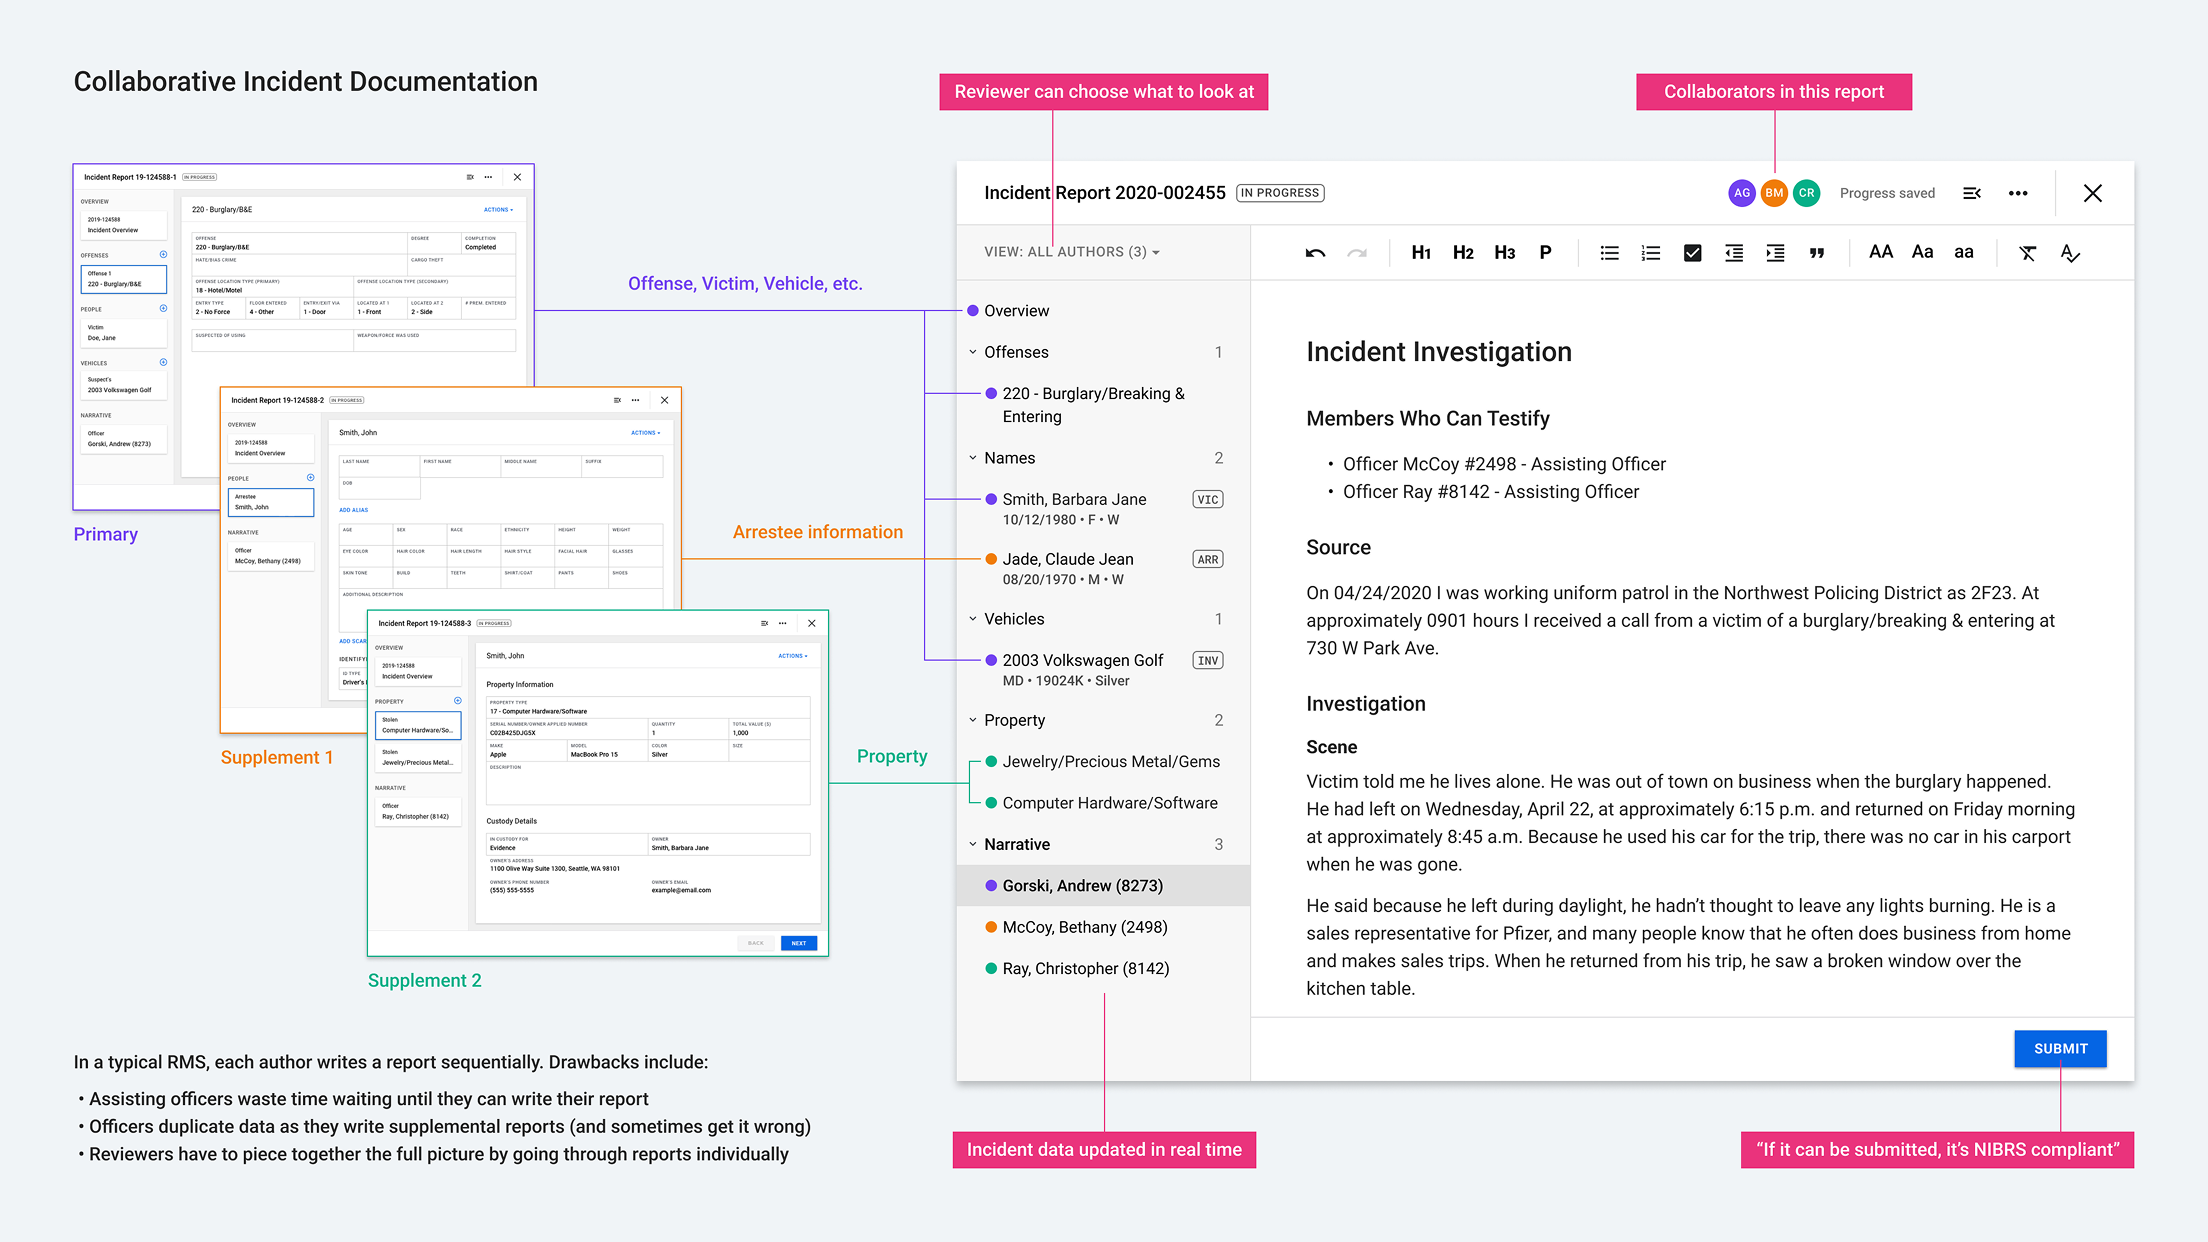 Collaborative Incident Documentation
Reviewer can choose what to look at
Collaborators in this report
Incident Report 19-124588-1 IN PROGRESS
OVERVIEW
2019-124588
Incident Overview
OFFENSES
Offense 1
220 - Burglary/B&E
PEOPLE
Victim
Doe, Jane
VEHICLES
Suspect's
2003 Volkswagen Golf
NARRATIVE
Officer
Gorski, Andrew (8273)
220 - Burglary/B&E
ACTIONS
OFFENSE
220 - Burglary/B&E
DEGREE
COMPLETION
Completed
HATE/BIAS CRIME
CARGO THEFT
OFFENSE LOCATION TYPE (PRIMARY)
18 - Hotel/Motel
OFFENSE LOCATION TYPE (SECONDARY)
ENTRY TYPE
2 - No Force
FLOOR ENTERED
4 - Other
ENTRY/EXIT VIA
1 - Door
LOCATED AT 1
1 - Front
LOCATED AT 2
2 - Side
# PREM. ENTERED
SUSPECTED OF USING
WEAPON/FORCE WAS USED
Primary
Incident Report 19-124588-2 IN PROGRESS
OVERVIEW
2019-124588
Incident Overview
PEOPLE
Arrestee
Smith, John
NARRATIVE
Officer
McCoy, Bethany (2498)
Smith, John
ACTIONS
LAST NAME
FIRST NAME
MIDDLE NAME
SUFFIX
DOB
ADD ALIAS
AGE
SEX
RACE
ETHNICITY
HEIGHT
WEIGHT
EYE COLOR
HAIR COLOR
HAIR LENGTH
HAIR STYLE
FACIAL HAIR
GLASSES
SKIN TONE
BUILD
TEETH
SHIRT/COAT
PANTS
SHOES
ADDITIONAL DESCRIPTION
ADD SCAR
IDENTIFY
ID TYPE
Driver's
Supplement 1
Incident Report 19-124588-3 IN PROGRESS
OVERVIEW
2019-124588
Incident Overview
PROPERTY
Stolen
Computer Hardware/So...
Stolen
Jewelry/Precious Metal...
NARRATIVE
Officer
Ray, Christopher (8142)
Smith, John
ACTIONS
Property Information
PROPERTY TYPE
17 - Computer Hardware/Software
SERIAL NUMBER/OWNER APPLIED NUMBER
C02B425DJG5X
QUANTITY
1
TOTAL VALUE ($)
1,000
MAKE
Apple
MODEL
MacBook Pro 15
COLOR
Silver
SIZE
DESCRIPTION
Custody Details
IN CUSTODY FOR
Evidence
OWNER
Smith, Barbara Jane
OWNER'S ADDRESS
1100 Olive Way Suite 1300, Seattle, WA 98101
OWNER'S PHONE NUMBER
(555) 555-5555
OWNER'S EMAIL
example@email.com
BACK
NEXT
Supplement 2
Offense, Victim, Vehicle, etc.
Arrestee information
Property
In a typical RMS, each author writes a report sequentially. Drawbacks include:
• Assisting officers waste time waiting until they can write their report
• Officers duplicate data as they write supplemental reports (and sometimes get it wrong)
• Reviewers have to piece together the full picture by going through reports individually
Incident Report 2020-002455 IN PROGRESS
AG BM CR Progress saved
VIEW: ALL AUTHORS (3)
H1 H2 H3 P AA Aa aa
Overview
Offenses 1
220 - Burglary/Breaking &
Entering
Names 2
Smith, Barbara Jane VIC
10/12/1980 • F • W
Jade, Claude Jean ARR
08/20/1970 • M • W
Vehicles 1
2003 Volkswagen Golf INV
MD • 19024K • Silver
Property 2
Jewelry/Precious Metal/Gems
Computer Hardware/Software
Narrative 3
Gorski, Andrew (8273)
McCoy, Bethany (2498)
Ray, Christopher (8142)
Incident Investigation
Members Who Can Testify
• Officer McCoy #2498 - Assisting Officer
• Officer Ray #8142 - Assisting Officer
Source
On 04/24/2020 I was working uniform patrol in the Northwest Policing District as 2F23. At
approximately 0901 hours I received a call from a victim of a burglary/breaking & entering at
730 W Park Ave.
Investigation
Scene
Victim told me he lives alone. He was out of town on business when the burglary happened.
He had left on Wednesday, April 22, at approximately 6:15 p.m. and returned on Friday morning
at approximately 8:45 a.m. Because he used his car for the trip, there was no car in his carport
when he was gone.
He said because he left during daylight, he hadn’t thought to leave any lights burning. He is a
sales representative for Pfizer, and many people know that he often does business from home
and makes sales trips. When he returned from his trip, he saw a broken window over the
kitchen table.
SUBMIT
Incident data updated in real time
“If it can be submitted, it’s NIBRS compliant”